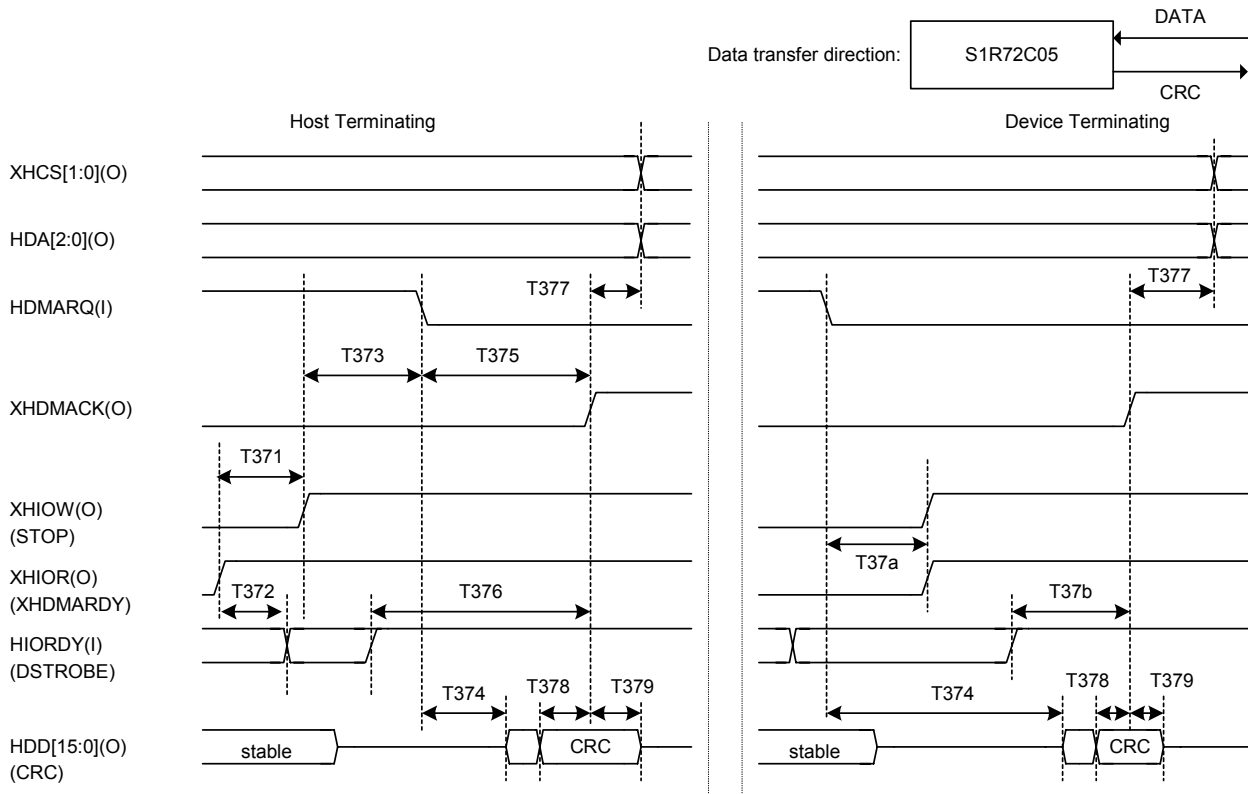 DATA
Data transfer direction:
S1R72C05
CRC
Host Terminating
Device Terminating
XHCS[1:0](O)
HDA[2:0](O)
T377
T377
HDMARQ(I)
T373
T375
XHDMACK(O)
T371
XHIOW(O)
(STOP)
T37a
XHIOR(O)
(XHDMARDY)
T372
T376
T37b
HIORDY(I)
(DSTROBE)
T374
T378
T379
T374
T378
T379
HDD[15:0](O)
(CRC)
stable
CRC
stable
CRC